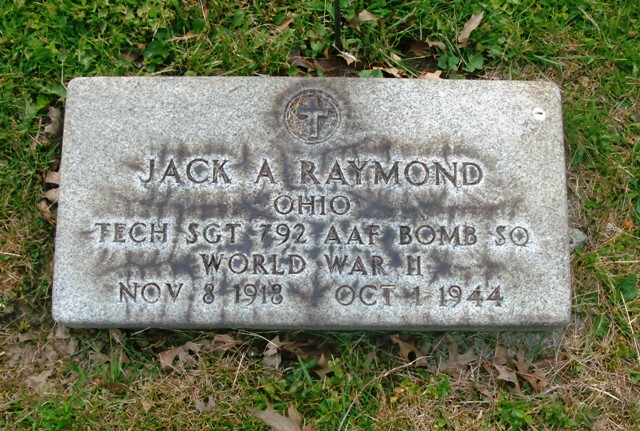 JACK A RAYMOND
OHIO
TECH SGT 792 AAF BOMB SQ
WORLD WAR II
NOV 8 1918 OCT 1 1944